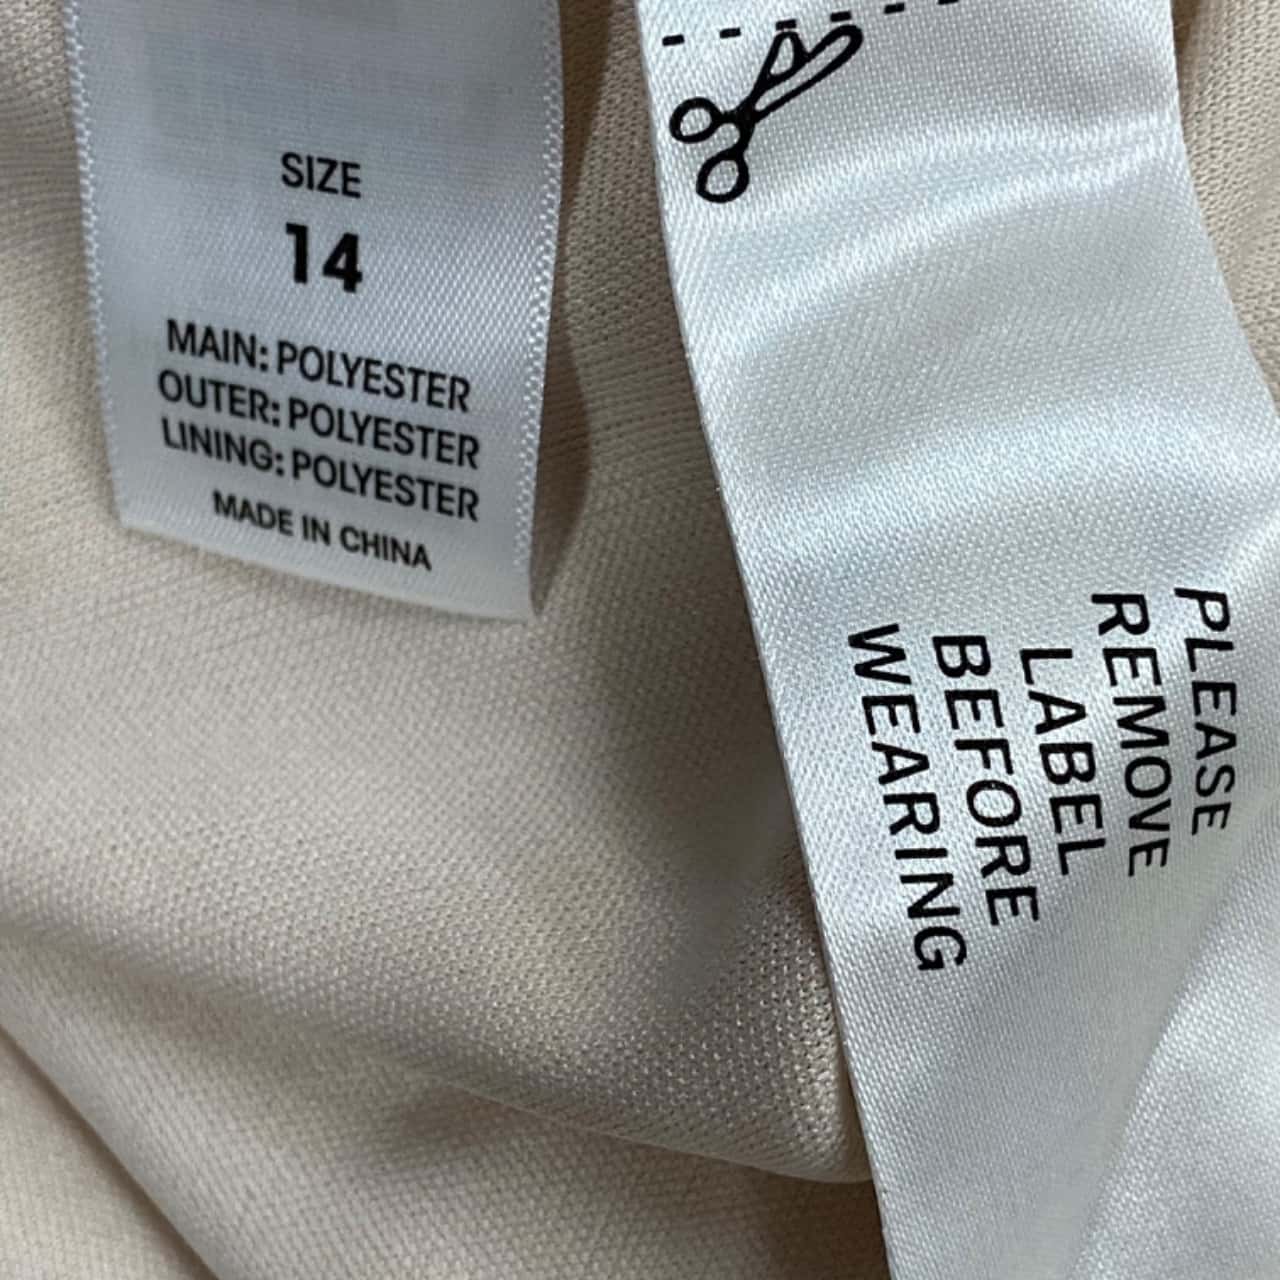 SIZE
14
MAIN: POLYESTER
OUTER: POLYESTER
LINING: POLYESTER
MADE IN CHINA
PLEASE
REMOVE
LABEL
BEFORE
WEARING